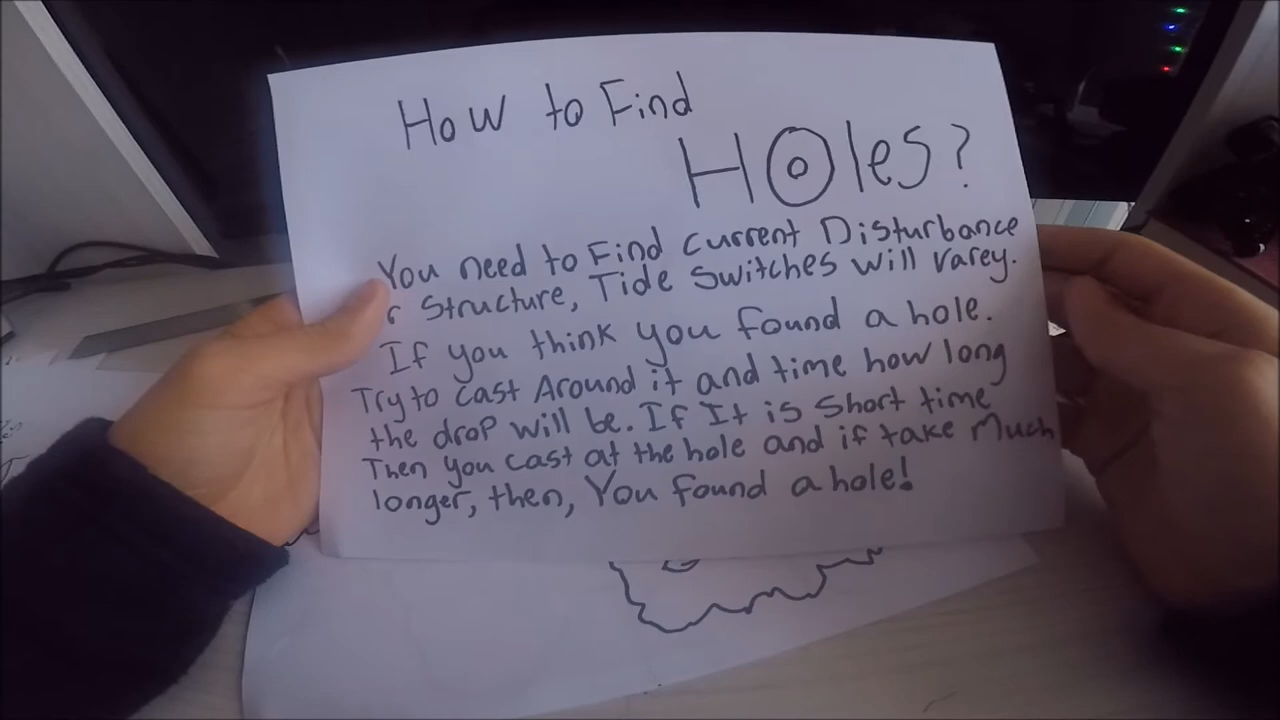 How to Find
Holes?
You need to Find current Disturbance
r Structure, Tide Switches will varey.
If you think you found a hole.
Try to cast Around it and time how long
the drop will be. If It is Short time
Then you cast at the hole and if take Much
longer, then, You found a hole!